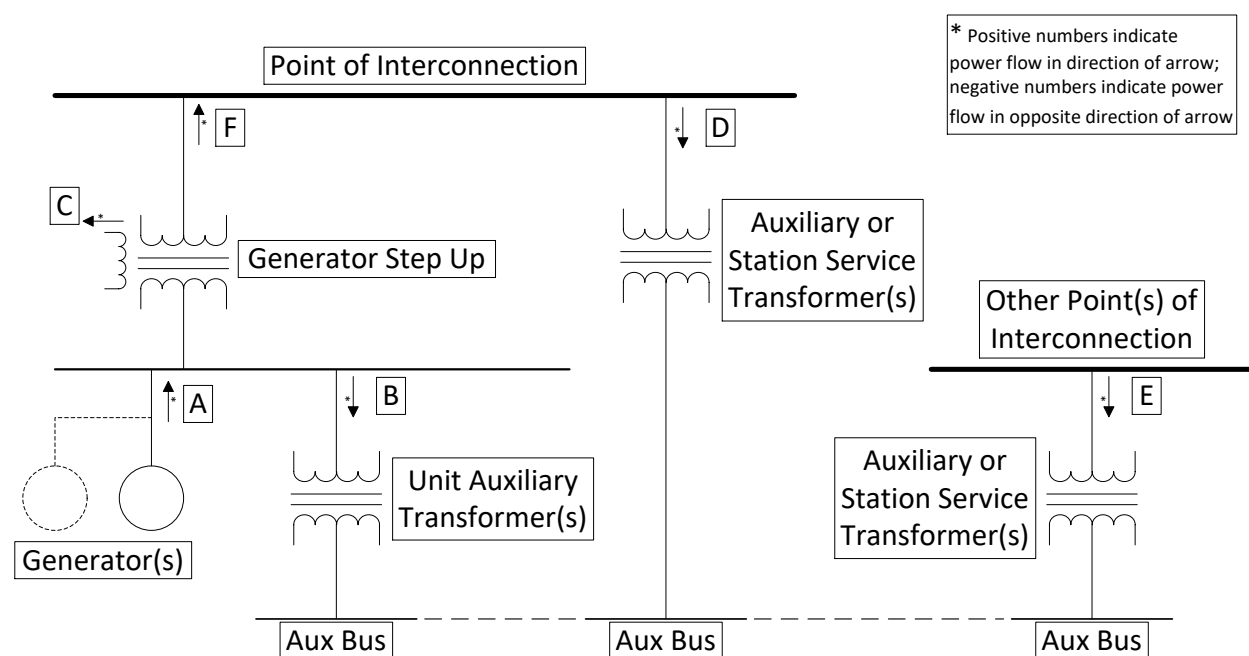 * Positive numbers indicate
power flow in direction of arrow;
negative numbers indicate power
flow in opposite direction of arrow
Point of Interconnection
* F
* D
C *
Generator Step Up
Auxiliary or
Station Service
Transformer(s)
Other Point(s) of
Interconnection
* A
* B
* E
Unit Auxiliary
Transformer(s)
Auxiliary or
Station Service
Transformer(s)
Generator(s)
Aux Bus
Aux Bus
Aux Bus